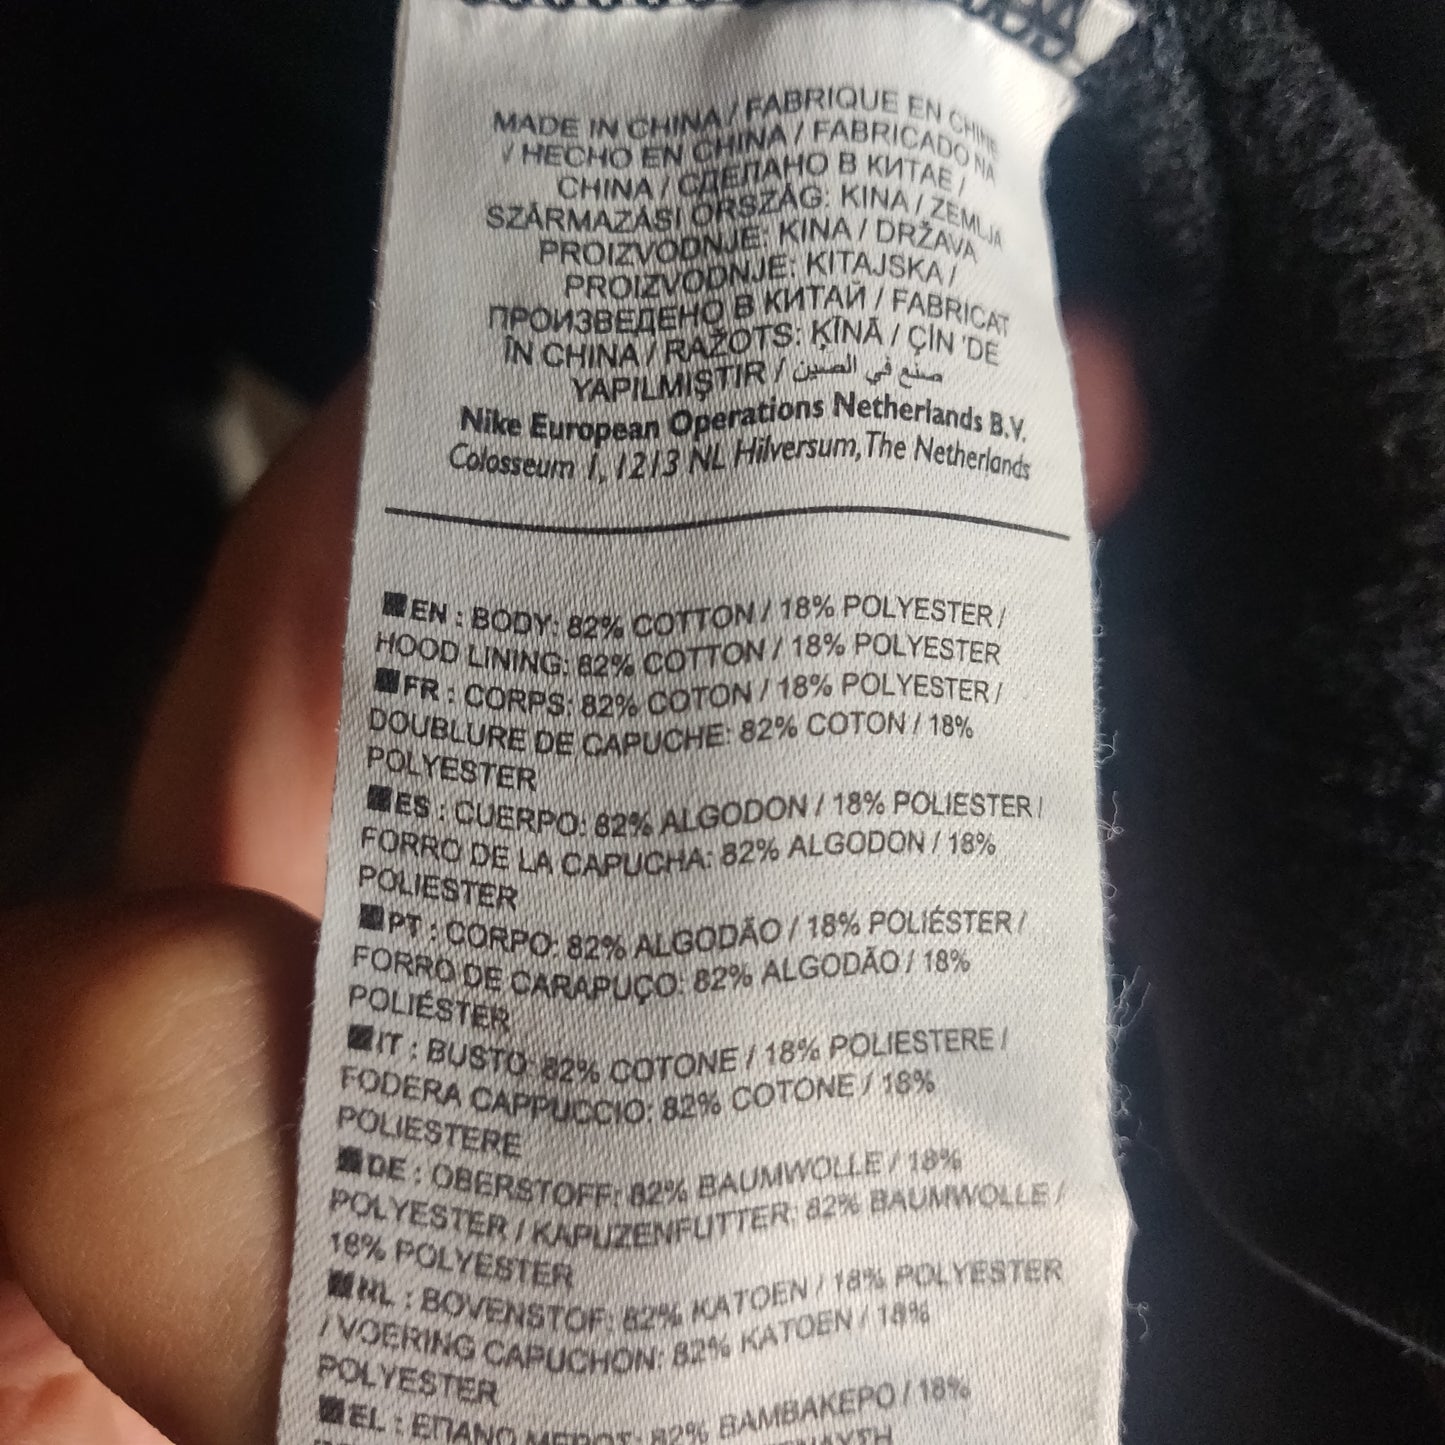 MADE IN CHINA / FABRIQUE EN CHINE
/ HECHO EN CHINA / FABRICADO NA
CHINA / СДЕЛАНО В КИТАЕ /
SZÁRMAZÁSI ORSZÁG: KINA / ZEMLJA
PROIZVODNJE: KINA / DRŽAVA
PROIZVODNJE: KITAJSKA /
ПРОИЗВЕДЕНО В КИТАЙ / FABRICAT
ÎN CHINA / RAŽOTS: ĶĪNĀ / ÇİN 'DE
YAPILMIŞTIR / صنع في الصين
Nike European Operations Netherlands B.V.
Colosseum 1, 1213 NL Hilversum, The Netherlands
EN : BODY: 82% COTTON / 18% POLYESTER /
HOOD LINING: 82% COTTON / 18% POLYESTER
FR : CORPS: 82% COTON / 18% POLYESTER /
DOUBLURE DE CAPUCHE: 82% COTON / 18%
POLYESTER
ES : CUERPO: 82% ALGODON / 18% POLIESTER /
FORRO DE LA CAPUCHA: 82% ALGODON / 18%
POLIESTER
PT : CORPO: 82% ALGODÃO / 18% POLIÉSTER /
FORRO DE CARAPUÇO: 82% ALGODÃO / 18%
POLIÉSTER
IT : BUSTO: 82% COTONE / 18% POLIESTERE /
FODERA CAPPUCCIO: 82% COTONE / 18%
POLIESTERE
DE : OBERSTOFF: 82% BAUMWOLLE / 18%
POLYESTER / KAPUZENFUTTER: 82% BAUMWOLLE /
18% POLYESTER
NL : BOVENSTOF: 82% KATOEN / 18% POLYESTER
/ VOERING CAPUCHON: 82% KATOEN / 18%
POLYESTER
EL : ΕΠΑΝΩ ΜΕΡΟΣ: 82% ΒΑΜΒΑΚΕΡΟ / 18%